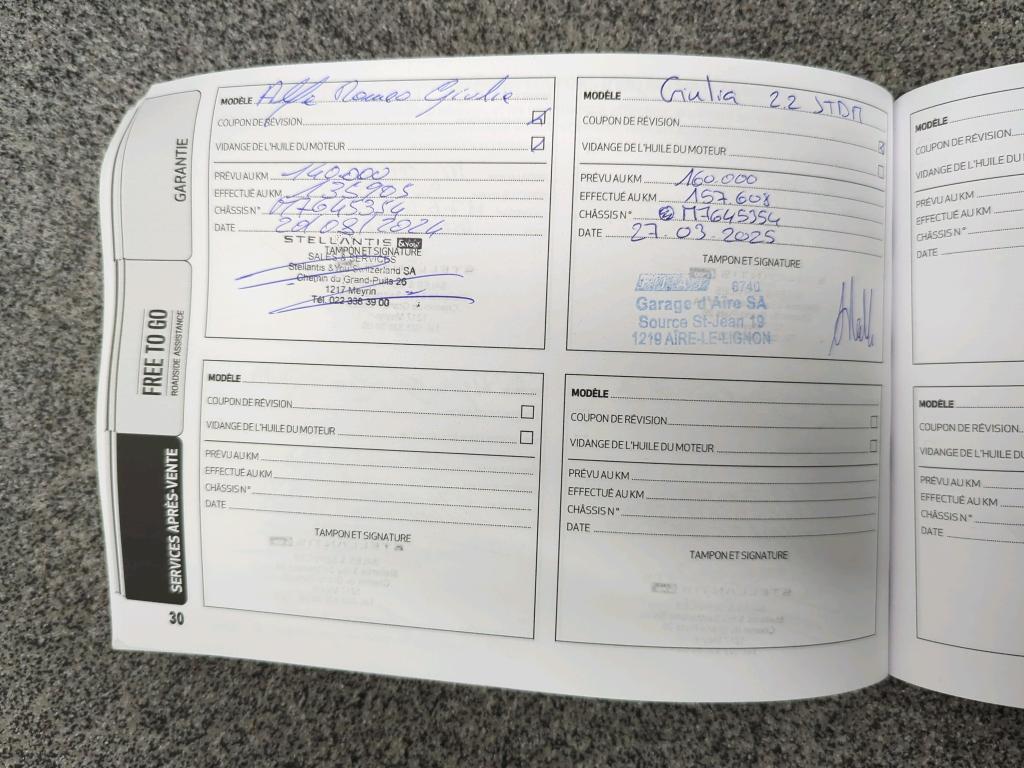 GARANTIE
FREE TO GO
ROADSIDE ASSISTANCE
SERVICES APRÈS-VENTE
30
MODÈLE Alfa Romeo Giulia
COUPON DE RÉVISION
VIDANGE DE L'HUILE DU MOTEUR
PRÉVU AU KM 140.000
EFFECTUÉ AU KM 135905
CHÂSSIS N° M7645354
DATE 20/08/2024
STELLANTIS &you
TAMPON ET SIGNATURE
SALES & SERVICES
Stellantis &You Switzerland SA
Chemin du Grand-Puits 26
1217 Meyrin
Tél. 022 338 39 00
MODÈLE Giulia 2.2 JTDM
COUPON DE RÉVISION
VIDANGE DE L'HUILE DU MOTEUR
PRÉVU AU KM 160.000
EFFECTUÉ AU KM 157.608
CHÂSSIS N° M7645354
DATE 27.03.2025
TAMPON ET SIGNATURE
6740
Garage d'Aïre SA
Source St-Jean 19
1219 AÏRE-LE-LIGNON
MODÈLE
COUPON DE RÉVISION
VIDANGE DE L'HUILE DU MOTEUR
PRÉVU AU KM
EFFECTUÉ AU KM
CHÂSSIS N°
DATE
TAMPON ET SIGNATURE
MODÈLE
COUPON DE RÉVISION
VIDANGE DE L'HUILE DU MOTEUR
PRÉVU AU KM
EFFECTUÉ AU KM
CHÂSSIS N°
DATE
TAMPON ET SIGNATURE
MODÈLE
COUPON DE RÉVISION
VIDANGE DE L'HUILE DU
PRÉVU AU KM
EFFECTUÉ AU KM
CHÂSSIS N°
DATE
MODÈLE
COUPON DE RÉVISION
VIDANGE DE L'HUILE DU
PRÉVU AU KM
EFFECTUÉ AU KM
CHÂSSIS N°
DATE